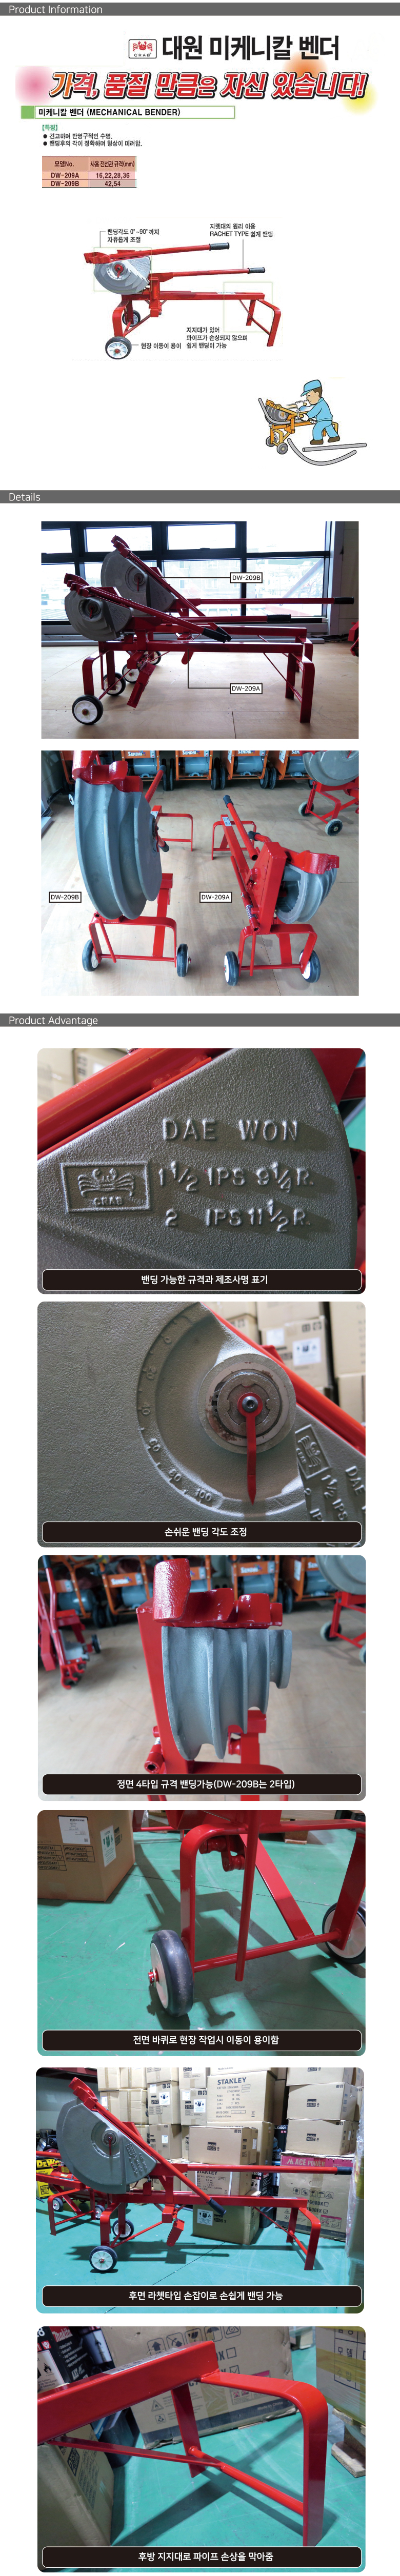 Product Information
CRAB
대원 미케니칼 벤더
가격, 품질 만큼은 자신 있습니다!
미케니칼 벤더 (MECHANICAL BENDER)
[특징]
● 견고하며 반영구적인 수명.
● 밴딩후의 각이 정확하며 형상이 미려함.
모델No. 사용 전선관 규격(mm)
DW-209A 16,22,28,36
DW-209B 42,54
밴딩각도 0˚~90˚ 까지
자유롭게 조절
지렛대의 원리 이용
RACHET TYPE 쉽게 밴딩
지지대가 있어
파이프가 손상되지 않으며
쉽게 밴딩이 가능
현장 이동이 용이
Details
DW-209B
DW-209A
DW-209B
DW-209A
Product Advantage
DAE WON
CRAB
1 1/2 IPS 9 1/4 R.
2 IPS 11 1/2 R.
밴딩 가능한 규격과 제조사명 표기
손쉬운 밴딩 각도 조정
정면 4타입 규격 밴딩가능(DW-209B는 2타입)
전면 바퀴로 현장 작업시 이동이 용이함
STANLEY
후면 라쳇타입 손잡이로 손쉽게 밴딩 가능
후방 지지대로 파이프 손상을 막아줌